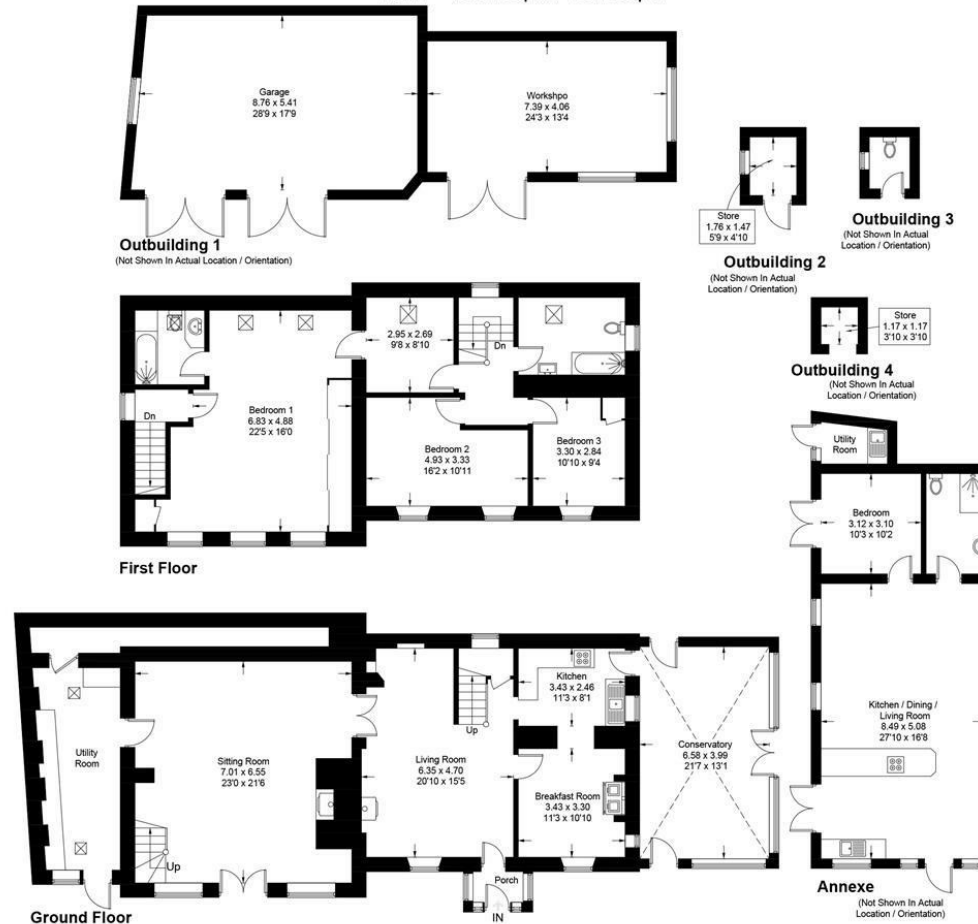 Garage
8.76 x 5.41
28'9 x 17'9
Workshpo
7.39 x 4.06
24'3 x 13'4
Outbuilding 1
(Not Shown In Actual Location / Orientation)
Store
1.76 x 1.47
5'9 x 4'10
Outbuilding 2
(Not Shown In Actual
Location / Orientation)
Outbuilding 3
(Not Shown In Actual
Location / Orientation)
Store
1.17 x 1.17
3'10 x 3'10
Outbuilding 4
(Not Shown In Actual
Location / Orientation)
2.95 x 2.69
9'8 x 8'10
Dn
Bedroom 1
6.83 x 4.88
22'5 x 16'0
Dn
Bedroom 2
4.93 x 3.33
16'2 x 10'11
Bedroom 3
3.30 x 2.84
10'10 x 9'4
First Floor
Utility
Room
Bedroom
3.12 x 3.10
10'3 x 10'2
Kitchen / Dining /
Living Room
8.49 x 5.08
27'10 x 16'8
Annexe
(Not Shown In Actual
Location / Orientation)
Utility
Room
Sitting Room
7.01 x 6.55
23'0 x 21'6
Up
Living Room
6.35 x 4.70
20'10 x 15'5
Up
Kitchen
3.43 x 2.46
11'3 x 8'1
Breakfast Room
3.43 x 3.30
11'3 x 10'10
Conservatory
6.58 x 3.99
21'7 x 13'1
Porch
IN
Ground Floor